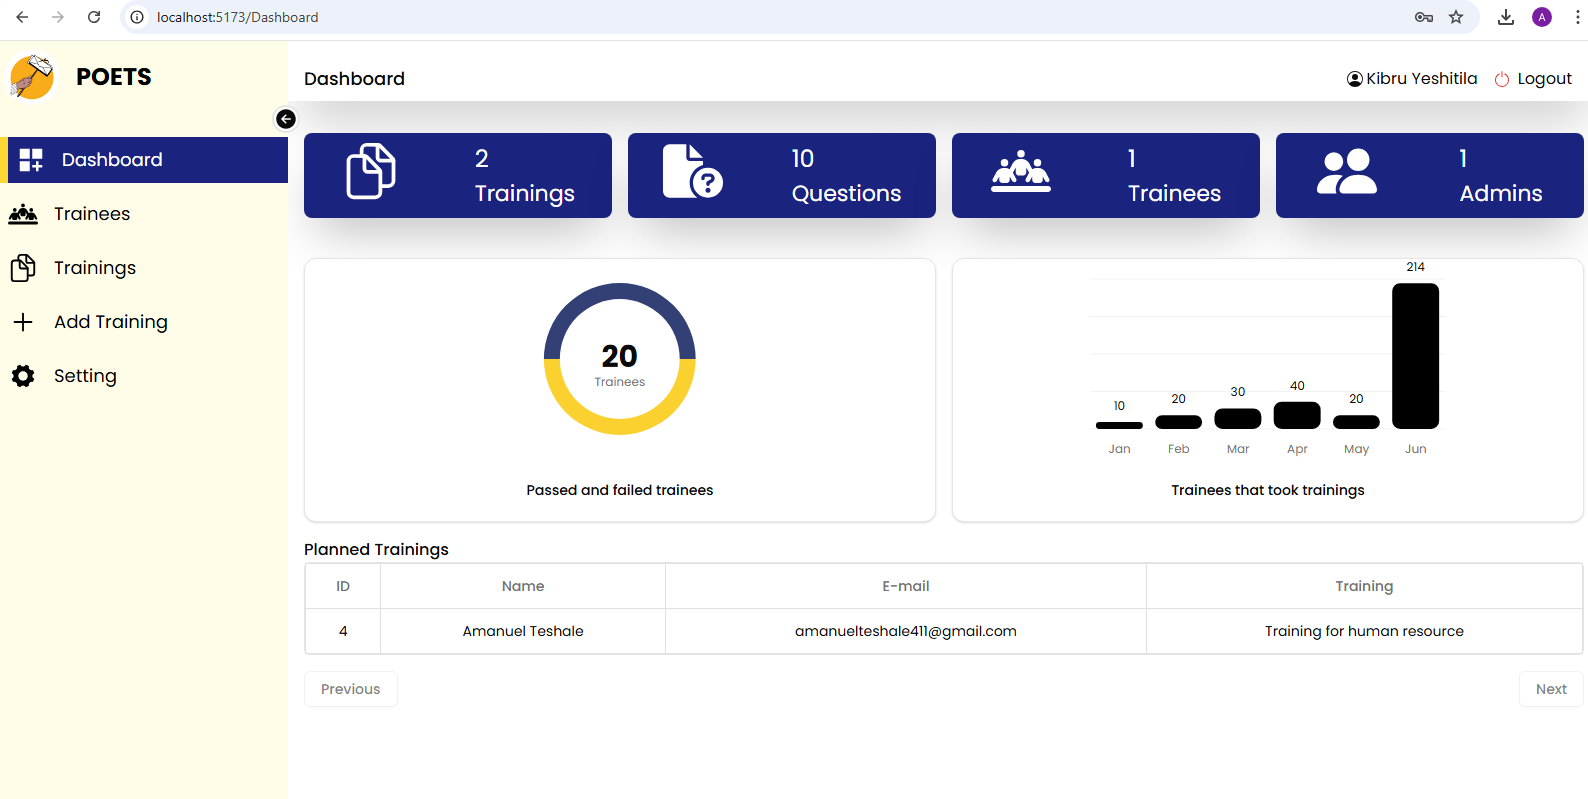 localhost:5173/Dashboard
A
POETS
Dashboard
Kibru Yeshitila
Logout
Dashboard
Trainees
Trainings
Add Training
Setting
2
Trainings
10
Questions
?
1
Trainees
1
Admins
20
Trainees
Passed and failed trainees
214
10
20
30
40
20
Jan Feb Mar Apr May Jun
Trainees that took trainings
Planned Trainings
ID Name E-mail Training
4 Amanuel Teshale amanuelteshale411@gmail.com Training for human resource
Previous
Next